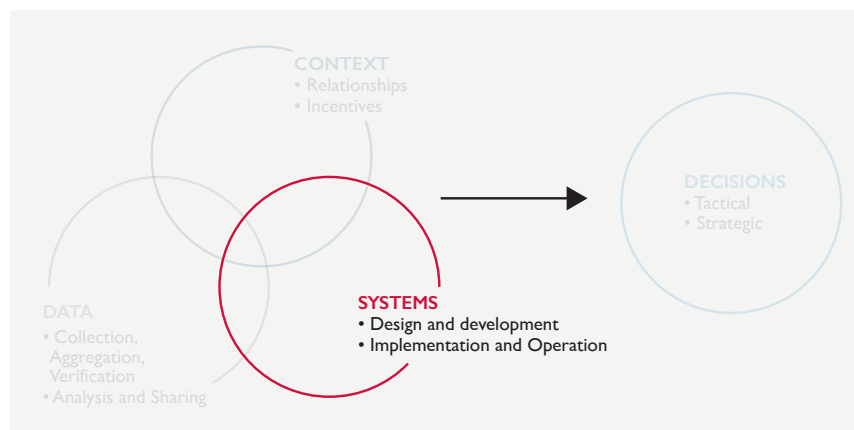 CONTEXT
• Relationships
• Incentives
DECISIONS
• Tactical
• Strategic
SYSTEMS
• Design and development
• Implementation and Operation
DATA
• Collection,
Aggregation,
Verification
• Analysis and Sharing